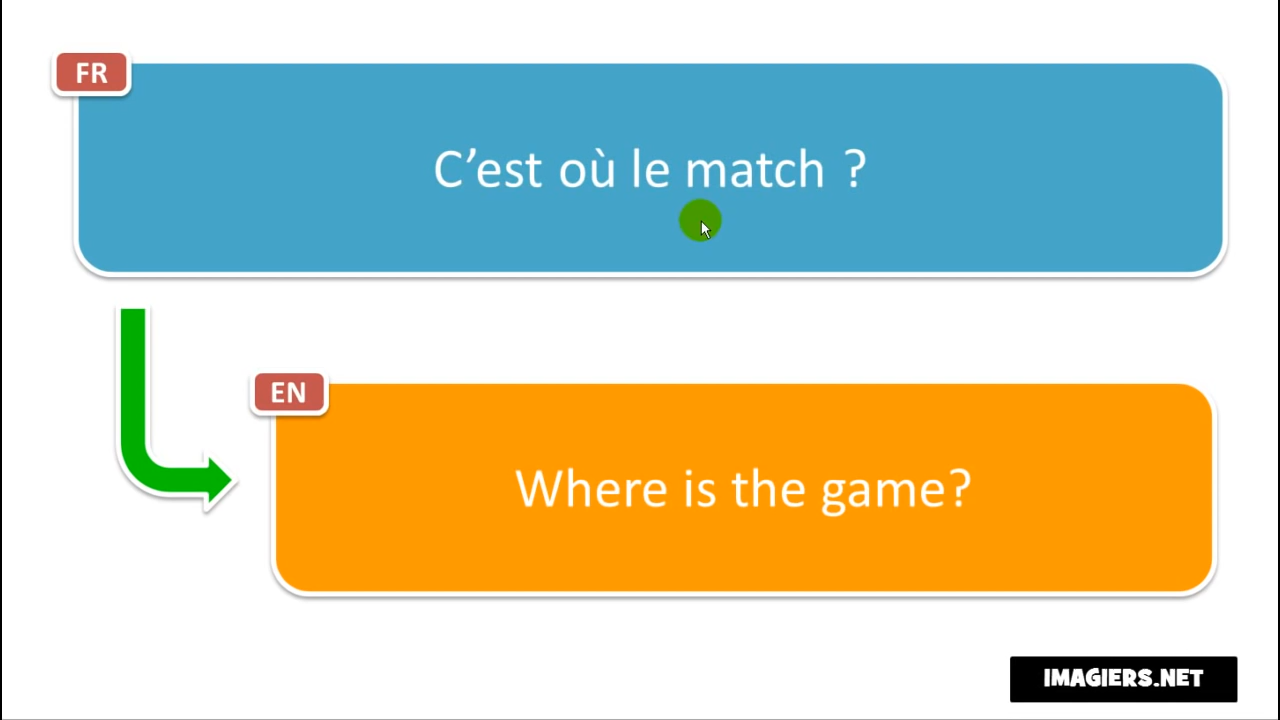 FR
C’est où le match ?
EN
Where is the game?
IMAGIERS.NET